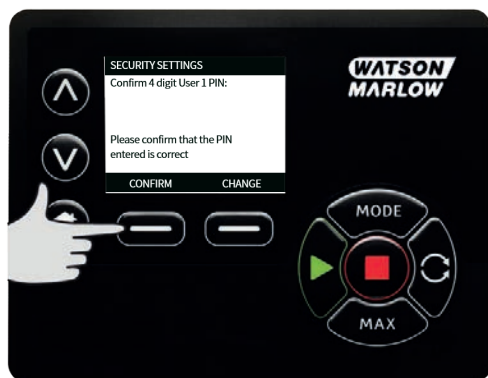 SECURITY SETTINGS
Confirm 4 digit User 1 PIN:
Please confirm that the PIN
entered is correct
CONFIRM CHANGE
WATSON
MARLOW
MODE
MAX